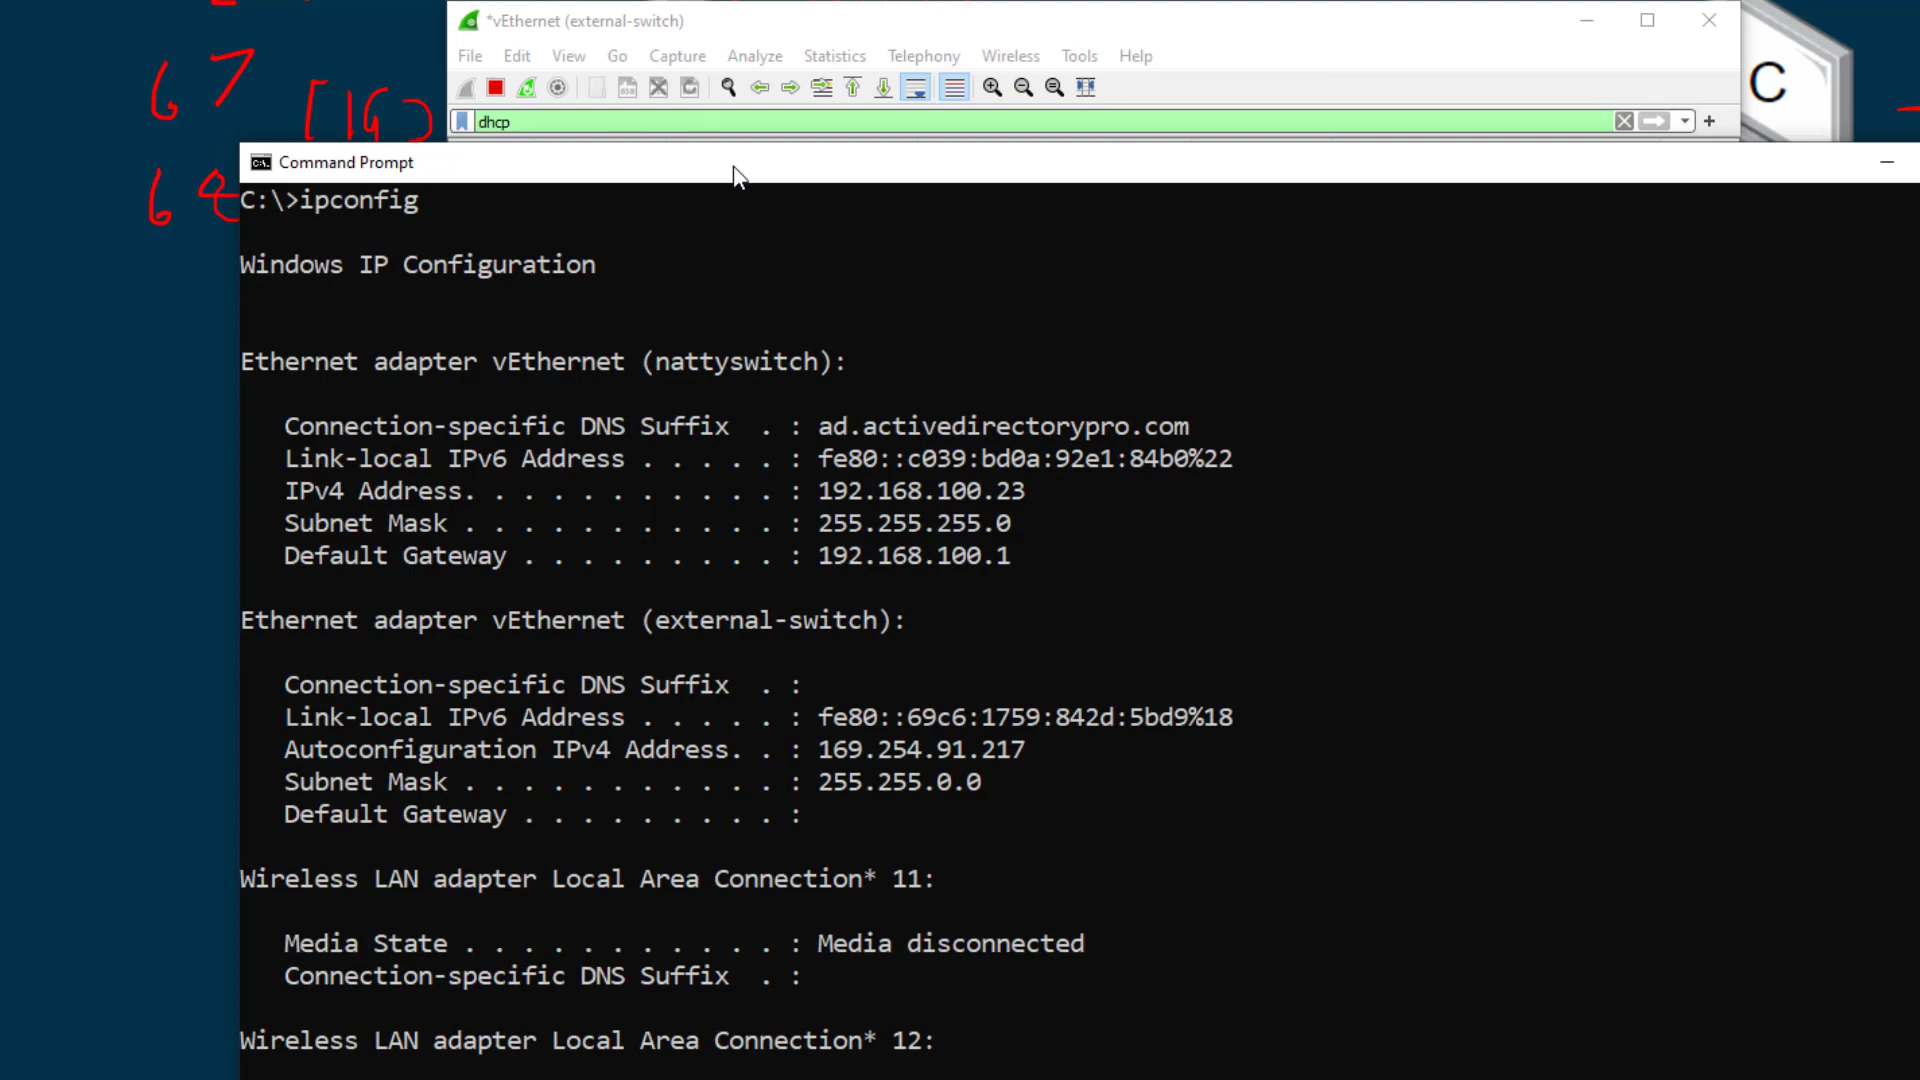 *vEthernet (external-switch)
File Edit View Go Capture Analyze Statistics Telephony Wireless Tools Help
dhcp
67
68
C
Command Prompt
C:\>ipconfig
Windows IP Configuration
Ethernet adapter vEthernet (nattyswitch):
Connection-specific DNS Suffix . : ad.activedirectorypro.com
Link-local IPv6 Address . . . . . : fe80::c039:bd0a:92e1:84b0%22
IPv4 Address. . . . . . . . . . . : 192.168.100.23
Subnet Mask . . . . . . . . . . . : 255.255.255.0
Default Gateway . . . . . . . . . : 192.168.100.1
Ethernet adapter vEthernet (external-switch):
Connection-specific DNS Suffix . :
Link-local IPv6 Address . . . . . : fe80::69c6:1759:842d:5bd9%18
Autoconfiguration IPv4 Address. . : 169.254.91.217
Subnet Mask . . . . . . . . . . . : 255.255.0.0
Default Gateway . . . . . . . . . :
Wireless LAN adapter Local Area Connection* 11:
Media State . . . . . . . . . . . : Media disconnected
Connection-specific DNS Suffix . :
Wireless LAN adapter Local Area Connection* 12: